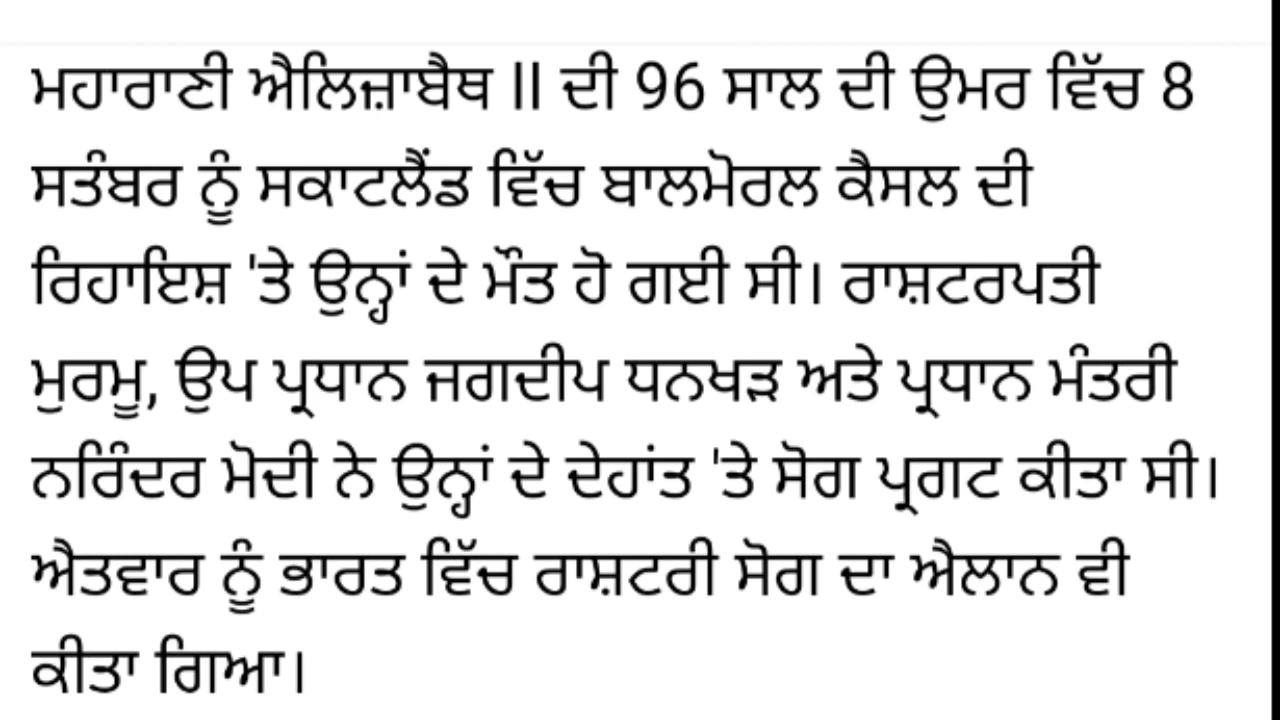 ਮਹਾਰਾਣੀ ਐਲਿਜ਼ਾਬੈਥ II ਦੀ 96 ਸਾਲ ਦੀ ਉਮਰ ਵਿੱਚ 8
ਸਤੰਬਰ ਨੂੰ ਸਕਾਟਲੈਂਡ ਵਿੱਚ ਬਾਲਮੋਰਲ ਕੈਸਲ ਦੀ
ਰਿਹਾਇਸ਼ 'ਤੇ ਉਨ੍ਹਾਂ ਦੇ ਮੌਤ ਹੋ ਗਈ ਸੀ। ਰਾਸ਼ਟਰਪਤੀ
ਮੁਰਮੂ, ਉਪ ਪ੍ਰਧਾਨ ਜਗਦੀਪ ਧਨਖੜ ਅਤੇ ਪ੍ਰਧਾਨ ਮੰਤਰੀ
ਨਰਿੰਦਰ ਮੋਦੀ ਨੇ ਉਨ੍ਹਾਂ ਦੇ ਦੇਹਾਂਤ 'ਤੇ ਸੋਗ ਪ੍ਰਗਟ ਕੀਤਾ ਸੀ।
ਐਤਵਾਰ ਨੂੰ ਭਾਰਤ ਵਿੱਚ ਰਾਸ਼ਟਰੀ ਸੋਗ ਦਾ ਐਲਾਨ ਵੀ
ਕੀਤਾ ਗਿਆ।